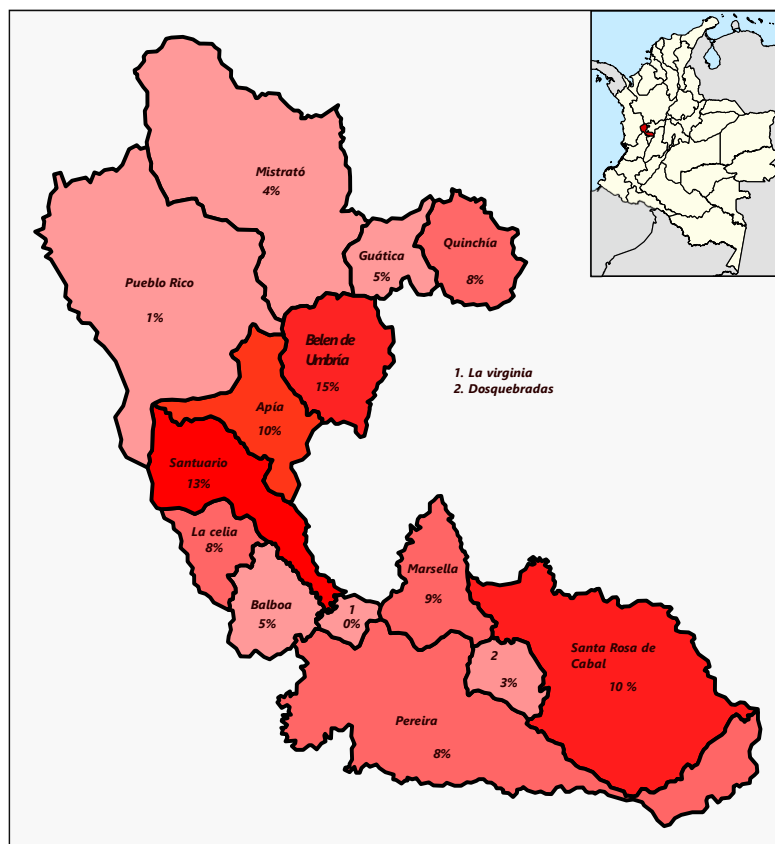 Mistrató
4%
Guática
5%
Quinchía
8%
Pueblo Rico
1%
Belen de
Umbría
15%
1. La virginia
2. Dosquebradas
Apía
10%
Santuario
13%
La celia
8%
Marsella
9%
Balboa
5%
1
0%
2
3%
Santa Rosa de
Cabal
10 %
Pereira
8%